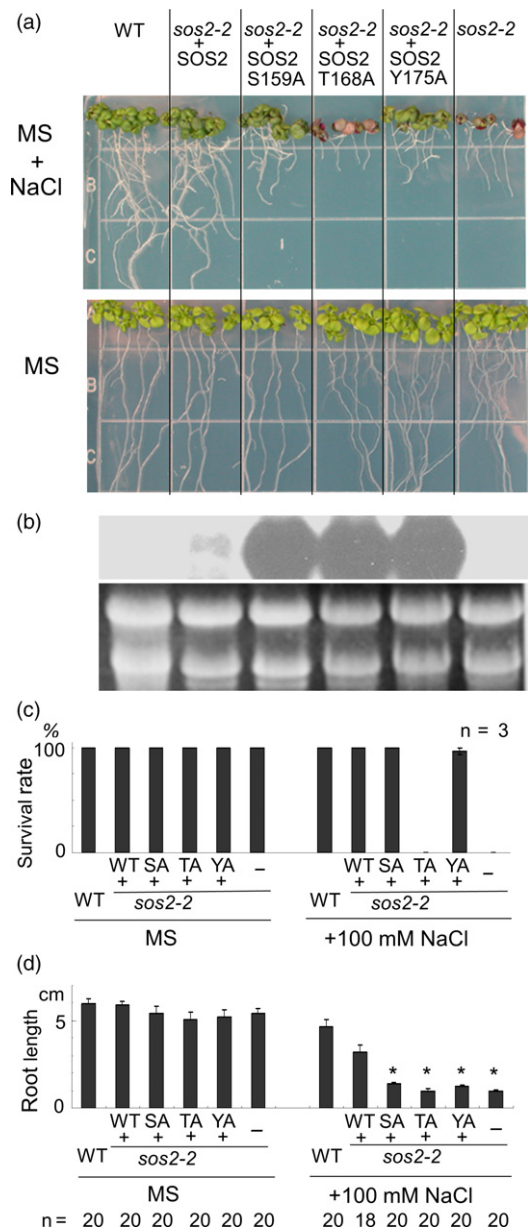 (a)
WT
sos2-2
+
SOS2
sos2-2
+
SOS2
S159A
sos2-2
+
SOS2
T168A
sos2-2
+
SOS2
Y175A
sos2-2
MS
+
NaCl
B
C
MS
A
B
C
(b)
(c)
%
n = 3
100
0
100
0
Survival rate
WT SA TA YA –
+ + + +
WT
sos2-2
MS
WT SA TA YA –
+ + + +
WT
sos2-2
+100 mM NaCl
(d)
cm
5
0
5
0
Root length
* * * *
WT SA TA YA –
+ + + +
WT
sos2-2
MS
WT SA TA YA –
+ + + +
WT
sos2-2
+100 mM NaCl
n = 20 20 20 20 20 20 20 18 20 20 20 20